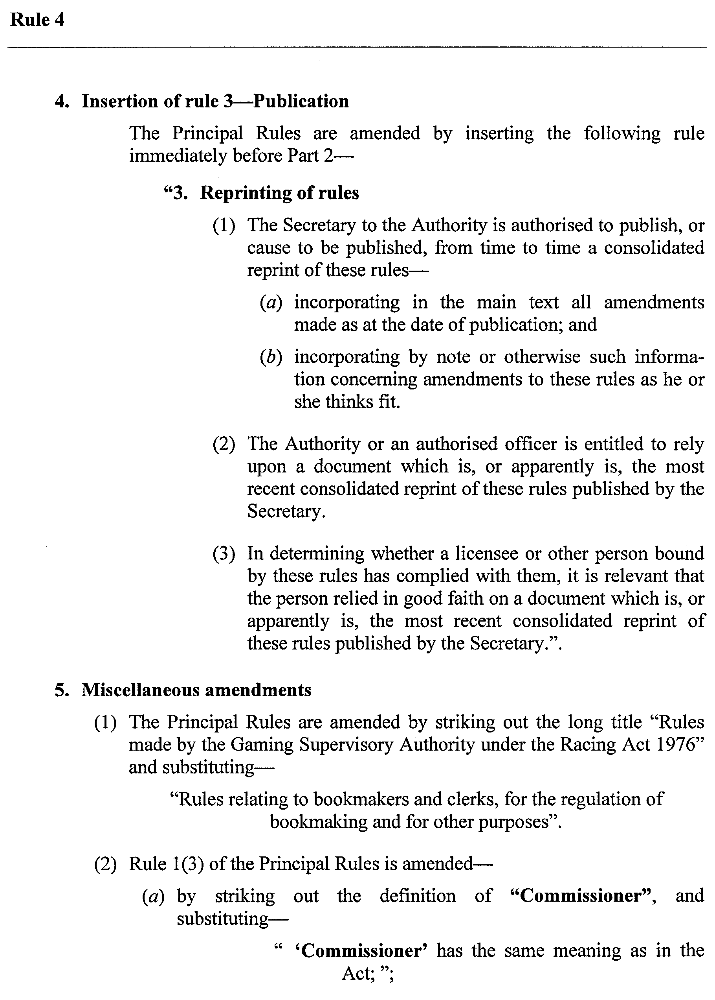 Rule 4
4. Insertion of rule 3—Publication
The Principal Rules are amended by inserting the following rule
immediately before Part 2—
“3. Reprinting of rules
(1) The Secretary to the Authority is authorised to publish, or
cause to be published, from time to time a consolidated
reprint of these rules—
(a) incorporating in the main text all amendments
made as at the date of publication; and
(b) incorporating by note or otherwise such informa-
tion concerning amendments to these rules as he or
she thinks fit.
(2) The Authority or an authorised officer is entitled to rely
upon a document which is, or apparently is, the most
recent consolidated reprint of these rules published by the
Secretary.
(3) In determining whether a licensee or other person bound
by these rules has complied with them, it is relevant that
the person relied in good faith on a document which is, or
apparently is, the most recent consolidated reprint of
these rules published by the Secretary.”.
5. Miscellaneous amendments
(1) The Principal Rules are amended by striking out the long title “Rules
made by the Gaming Supervisory Authority under the Racing Act 1976”
and substituting—
“Rules relating to bookmakers and clerks, for the regulation of
bookmaking and for other purposes”.
(2) Rule 1(3) of the Principal Rules is amended—
(a) by striking out the definition of “Commissioner”, and
substituting—
“ ‘Commissioner’ has the same meaning as in the
Act; ”;